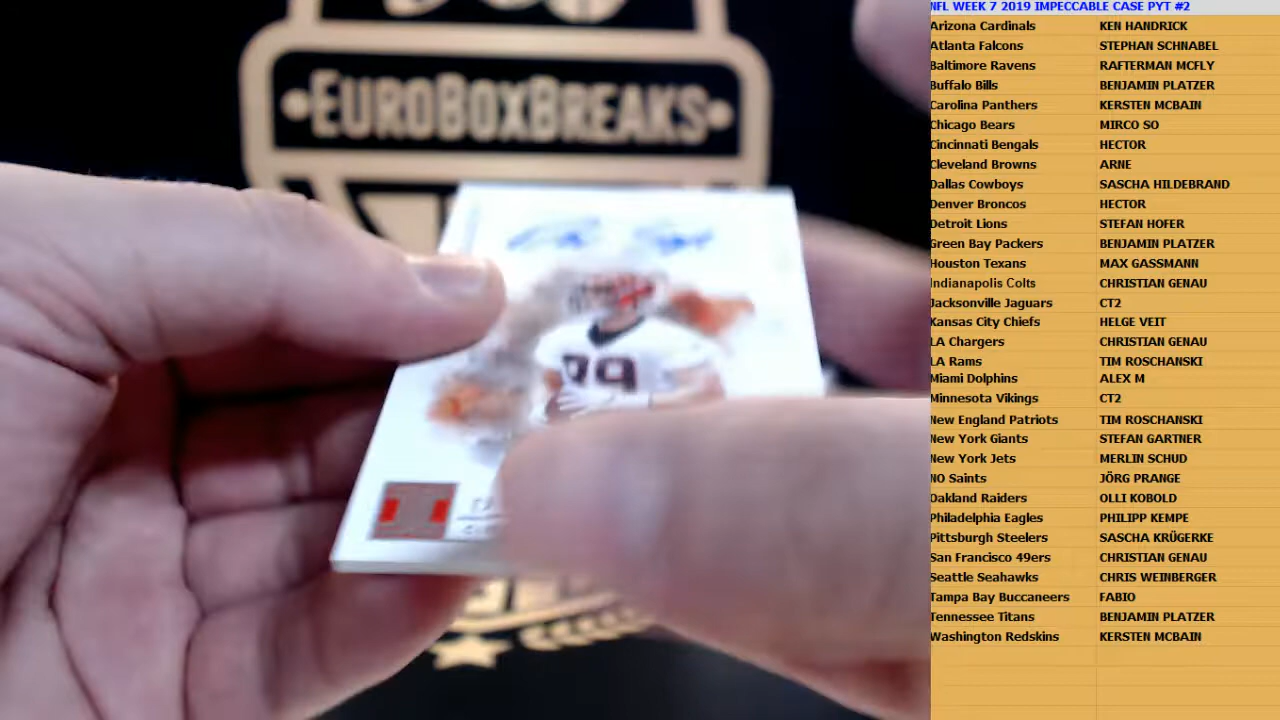 •EUROBOXBREAKS•
89
NFL WEEK 7 2019 IMPECCABLE CASE PYT #2
Arizona Cardinals KEN HANDRICK
Atlanta Falcons STEPHAN SCHNABEL
Baltimore Ravens RAFTERMAN MCFLY
Buffalo Bills BENJAMIN PLATZER
Carolina Panthers KERSTEN MCBAIN
Chicago Bears MIRCO SO
Cincinnati Bengals HECTOR
Cleveland Browns ARNE
Dallas Cowboys SASCHA HILDEBRAND
Denver Broncos HECTOR
Detroit Lions STEFAN HOFER
Green Bay Packers BENJAMIN PLATZER
Houston Texans MAX GASSMANN
Indianapolis Colts CHRISTIAN GENAU
Jacksonville Jaguars CT2
Kansas City Chiefs HELGE VEIT
LA Chargers CHRISTIAN GENAU
LA Rams TIM ROSCHANSKI
Miami Dolphins ALEX M
Minnesota Vikings CT2
New England Patriots TIM ROSCHANSKI
New York Giants STEFAN GARTNER
New York Jets MERLIN SCHUD
NO Saints JÖRG PRANGE
Oakland Raiders OLLI KOBOLD
Philadelphia Eagles PHILIPP KEMPE
Pittsburgh Steelers SASCHA KRÜGERKE
San Francisco 49ers CHRISTIAN GENAU
Seattle Seahawks CHRIS WEINBERGER
Tampa Bay Buccaneers FABIO
Tennessee Titans BENJAMIN PLATZER
Washington Redskins KERSTEN MCBAIN